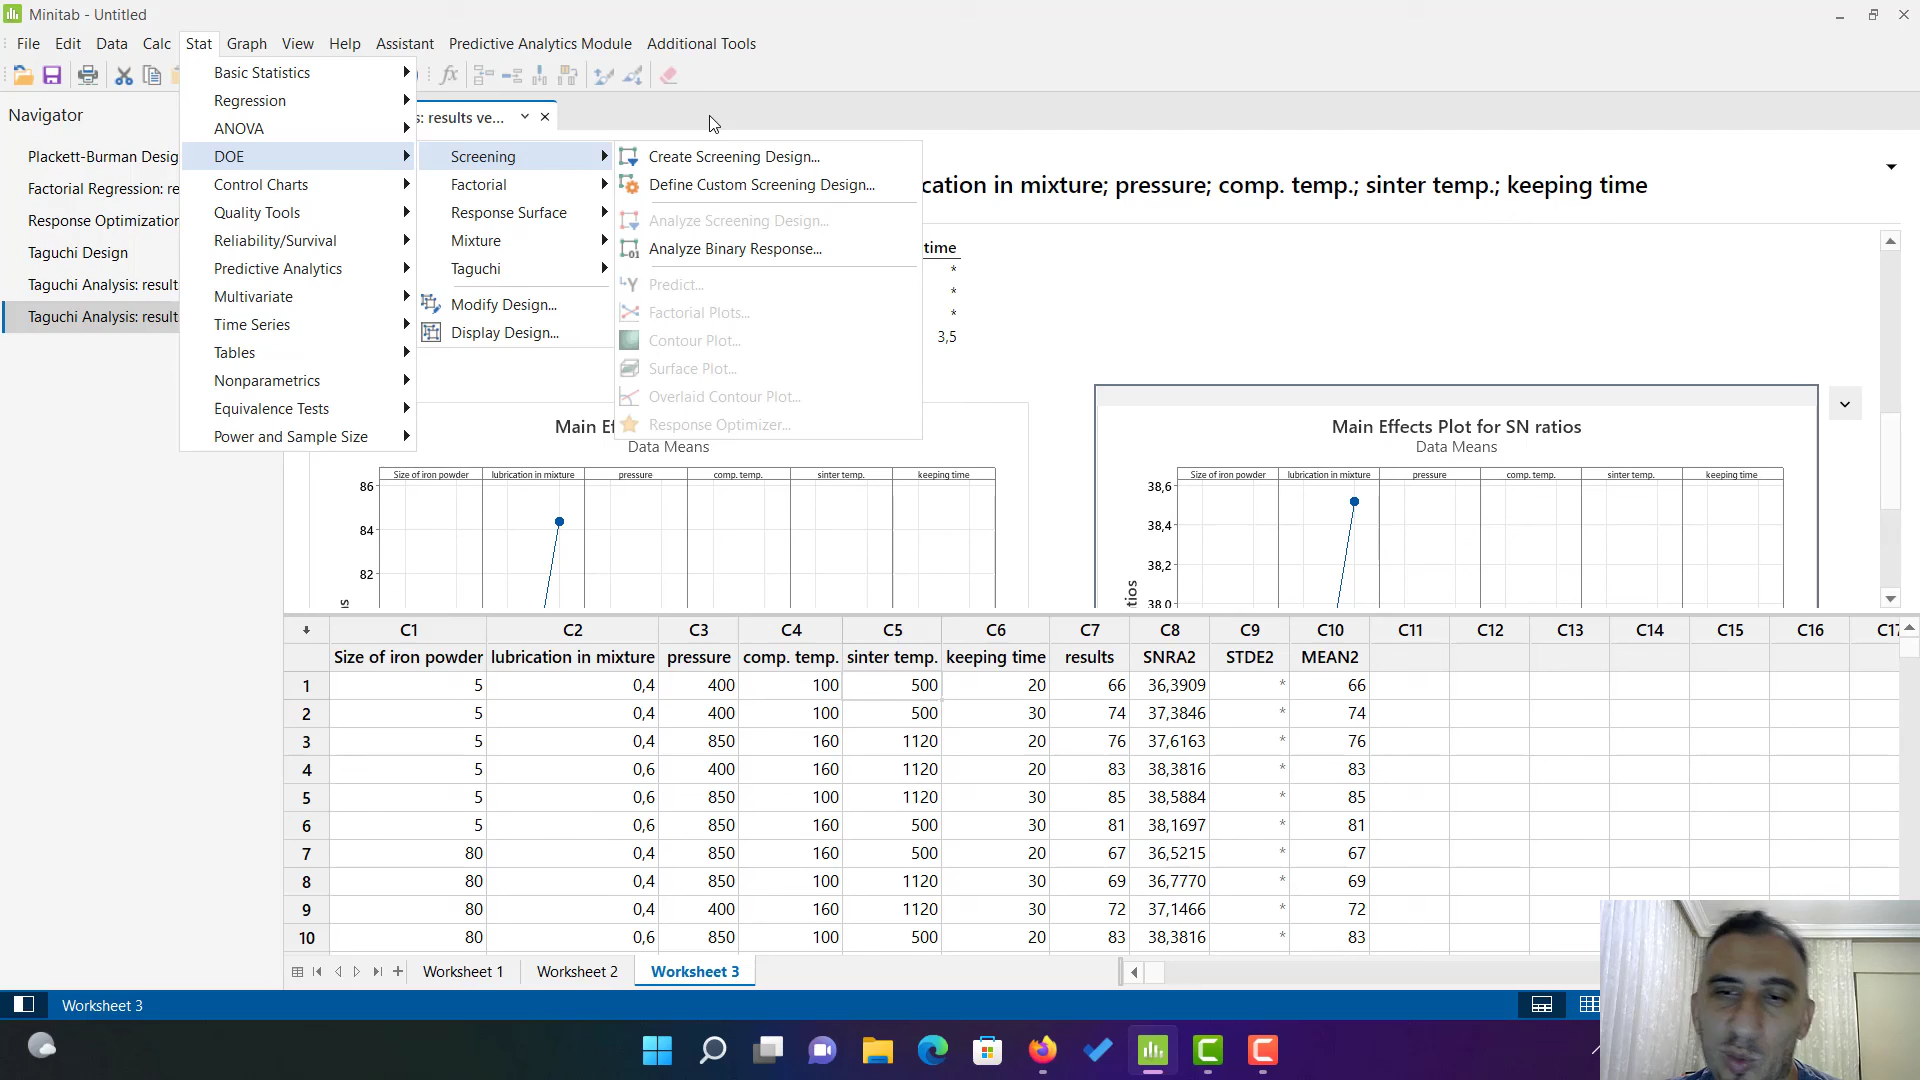 Minitab - Untitled
File Edit Data Calc Stat Graph View Help Assistant Predictive Analytics Module Additional Tools
Navigator
Plackett-Burman Desig
Factorial Regression: re
Response Optimization
Taguchi Design
Taguchi Analysis: result
Taguchi Analysis: result
Basic Statistics
Regression
ANOVA
DOE
Control Charts
Quality Tools
Reliability/Survival
Predictive Analytics
Multivariate
Time Series
Tables
Nonparametrics
Equivalence Tests
Power and Sample Size
Screening
Factorial
Response Surface
Mixture
Taguchi
Modify Design...
Display Design...
Create Screening Design...
Define Custom Screening Design...
Analyze Screening Design...
Analyze Binary Response...
Predict...
Factorial Plots...
Contour Plot...
Surface Plot...
Overlaid Contour Plot...
Response Optimizer...
s: results ve...
cation in mixture; pressure; comp. temp.; sinter temp.; keeping time
time
*
*
*
3,5
Main Ef
Data Means
Size of iron powder lubrication in mixture pressure comp. temp. sinter temp. keeping time
86
84
82
Main Effects Plot for SN ratios
Data Means
Size of iron powder lubrication in mixture pressure comp. temp. sinter temp. keeping time
38,6
38,4
38,2
38,0
tios
C1 C2 C3 C4 C5 C6 C7 C8 C9 C10 C11 C12 C13 C14 C15 C16 C17
Size of iron powder lubrication in mixture pressure comp. temp. sinter temp. keeping time results SNRA2 STDE2 MEAN2
1 5 0,4 400 100 500 20 66 36,3909 * 66
2 5 0,4 400 100 500 30 74 37,3846 * 74
3 5 0,4 850 160 1120 20 76 37,6163 * 76
4 5 0,6 400 160 1120 20 83 38,3816 * 83
5 5 0,6 850 100 1120 30 85 38,5884 * 85
6 5 0,6 850 160 500 30 81 38,1697 * 81
7 80 0,4 850 160 500 20 67 36,5215 * 67
8 80 0,4 850 100 1120 30 69 36,7770 * 69
9 80 0,4 400 160 1120 30 72 37,1466 * 72
10 80 0,6 850 100 500 20 83 38,3816 * 83
Worksheet 1 Worksheet 2 Worksheet 3
Worksheet 3